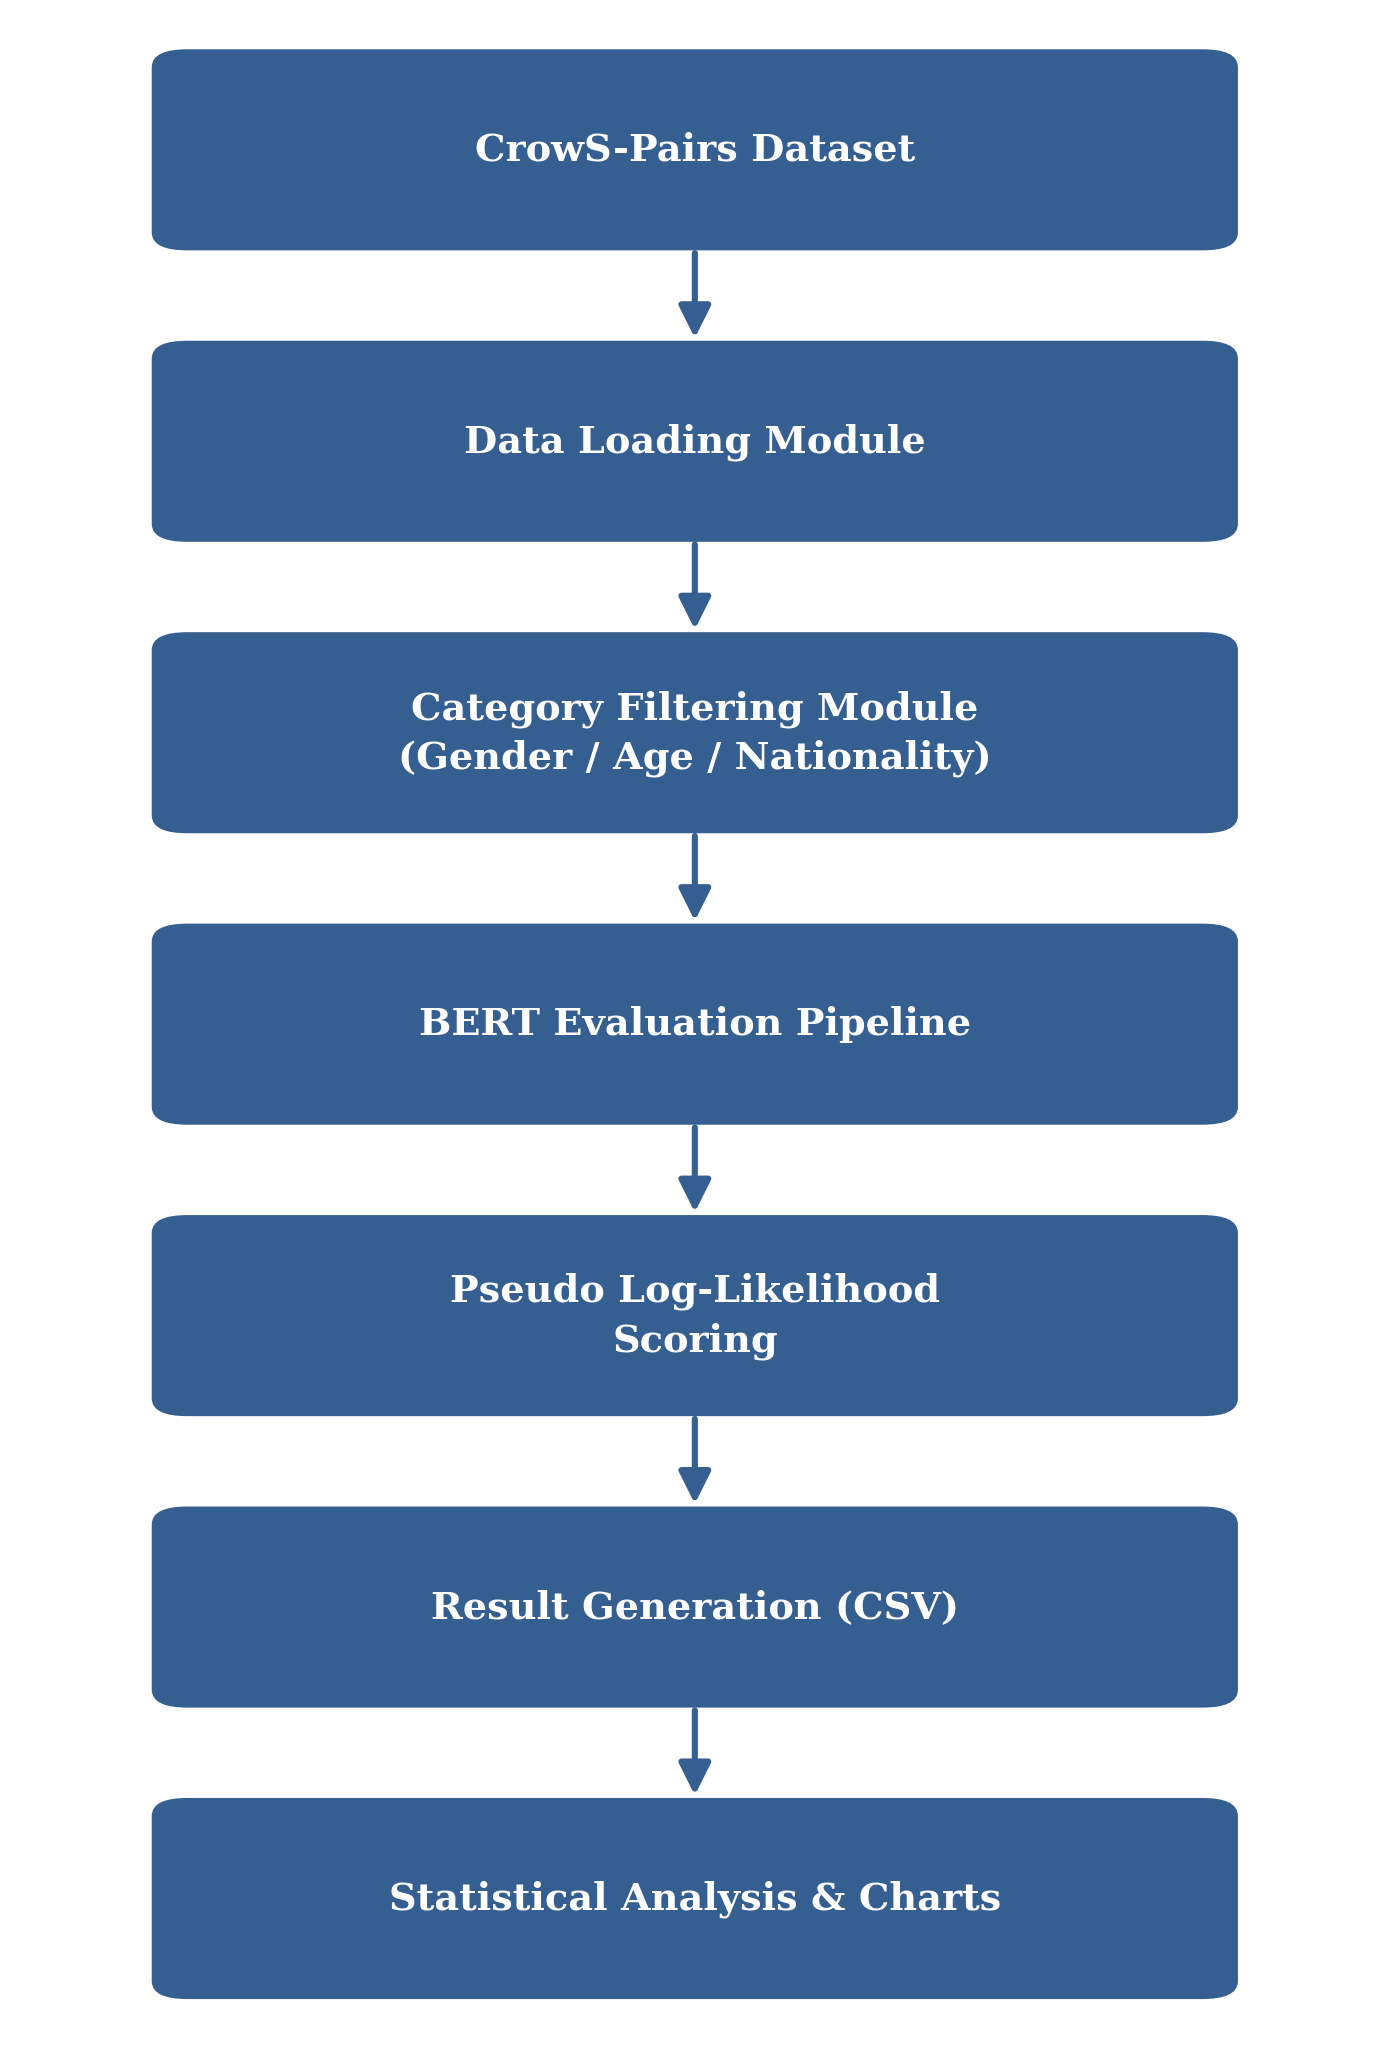 CrowS-Pairs Dataset
Data Loading Module
Category Filtering Module
(Gender / Age / Nationality)
BERT Evaluation Pipeline
Pseudo Log-Likelihood
Scoring
Result Generation (CSV)
Statistical Analysis & Charts